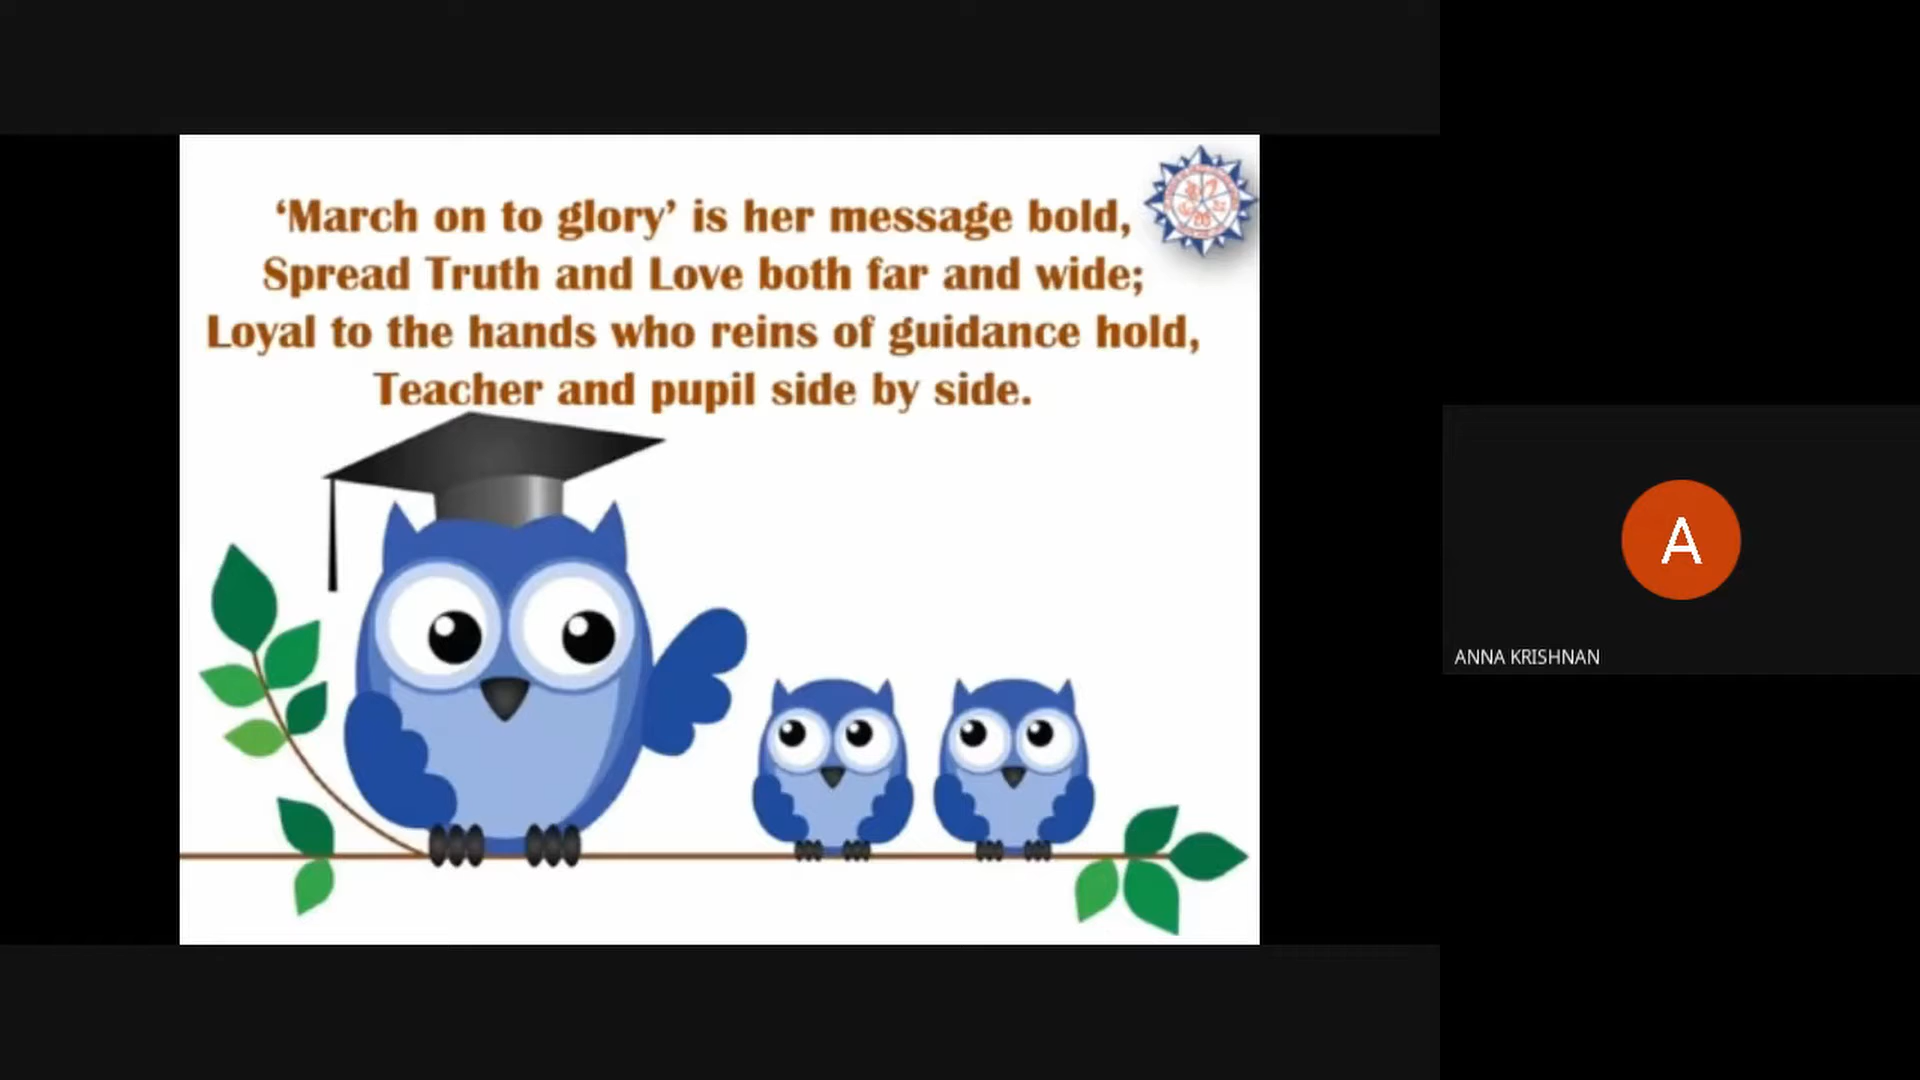 ‘March on to glory’ is her message bold,
Spread Truth and Love both far and wide;
Loyal to the hands who reins of guidance hold,
Teacher and pupil side by side.
A
ANNA KRISHNAN